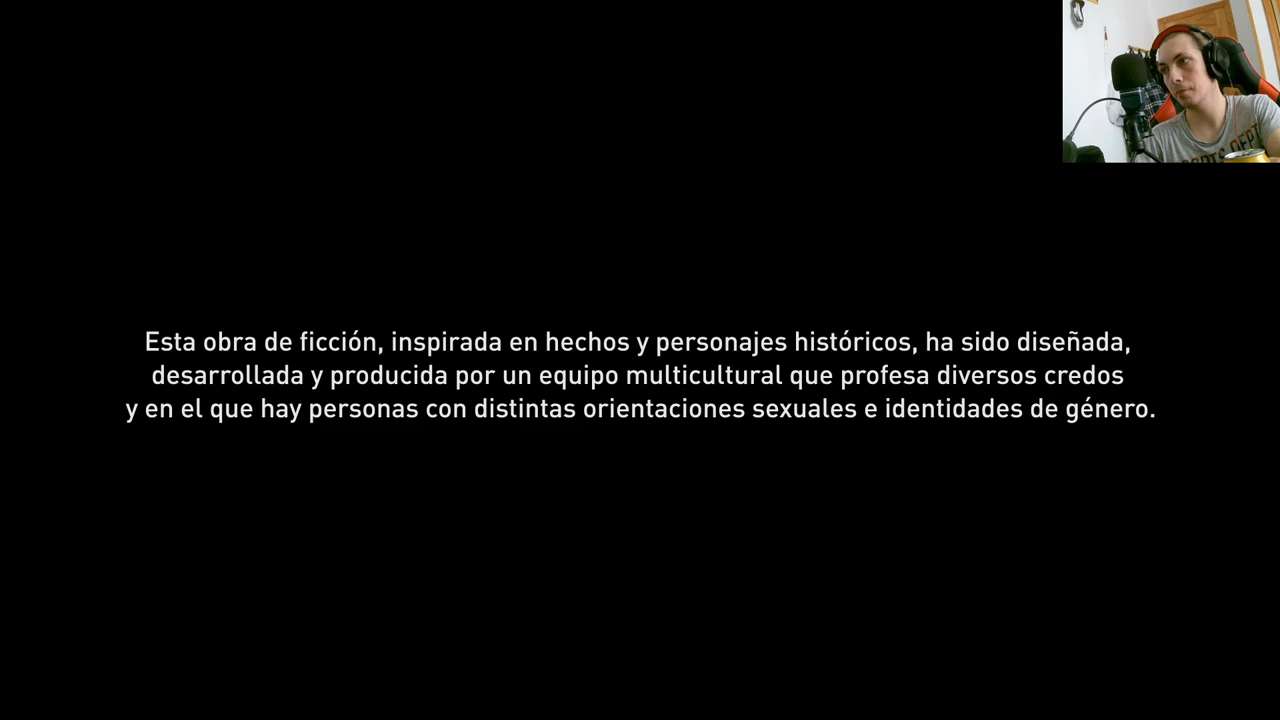 Esta obra de ficción, inspirada en hechos y personajes históricos, ha sido diseñada,
desarrollada y producida por un equipo multicultural que profesa diversos credos
y en el que hay personas con distintas orientaciones sexuales e identidades de género.